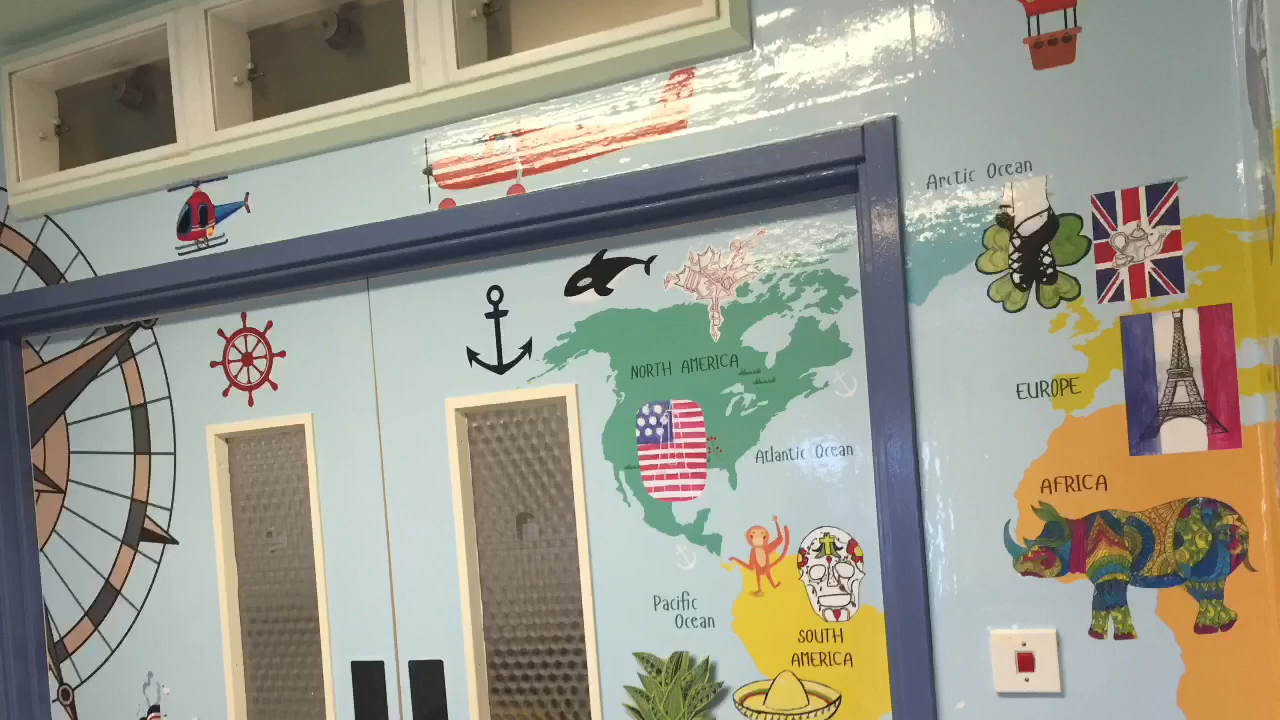 Arctic Ocean
NORTH AMERICA
EUROPE
Atlantic Ocean
AFRICA
Pacific
Ocean
SOUTH
AMERICA